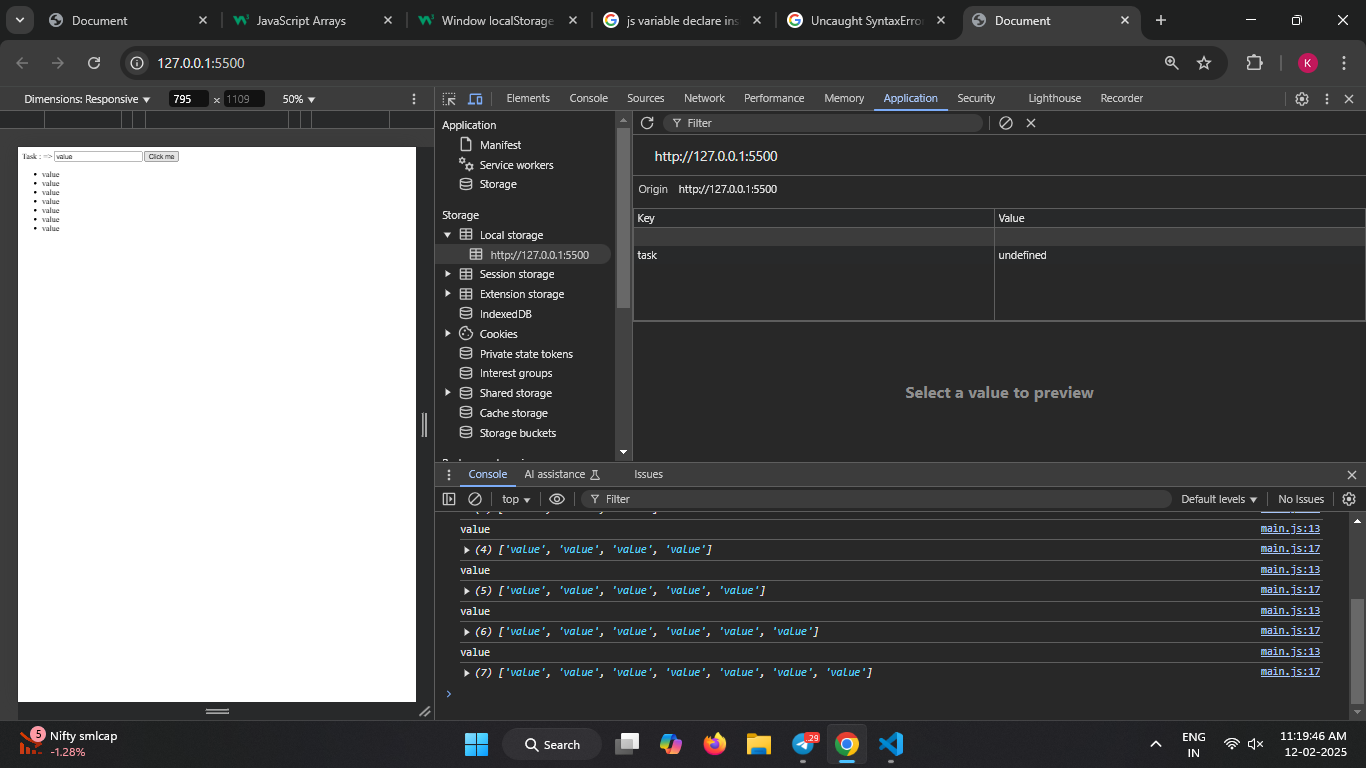 Document
JavaScript Arrays
Window localStorage
js variable declare ins
Uncaught SyntaxErro
Document
127.0.0.1:5500
K
Dimensions: Responsive 795 x 1109 50%
Elements Console Sources Network Performance Memory Application Security Lighthouse Recorder
Task : => value Click me
value
value
value
value
value
value
value
Application
Manifest
Service workers
Storage
Storage
Local storage
http://127.0.0.1:5500
Session storage
Extension storage
IndexedDB
Cookies
Private state tokens
Interest groups
Shared storage
Cache storage
Storage buckets
Filter
http://127.0.0.1:5500
Origin http://127.0.0.1:5500
Key Value
task undefined
Select a value to preview
Console AI assistance Issues
top Filter Default levels No Issues
value main.js:13
(4) ['value', 'value', 'value', 'value'] main.js:17
value main.js:13
(5) ['value', 'value', 'value', 'value', 'value'] main.js:17
value main.js:13
(6) ['value', 'value', 'value', 'value', 'value', 'value'] main.js:17
value main.js:13
(7) ['value', 'value', 'value', 'value', 'value', 'value', 'value'] main.js:17
5 Nifty smlcap
-1.28%
Search
29
ENG
IN
11:19:46 AM
12-02-2025